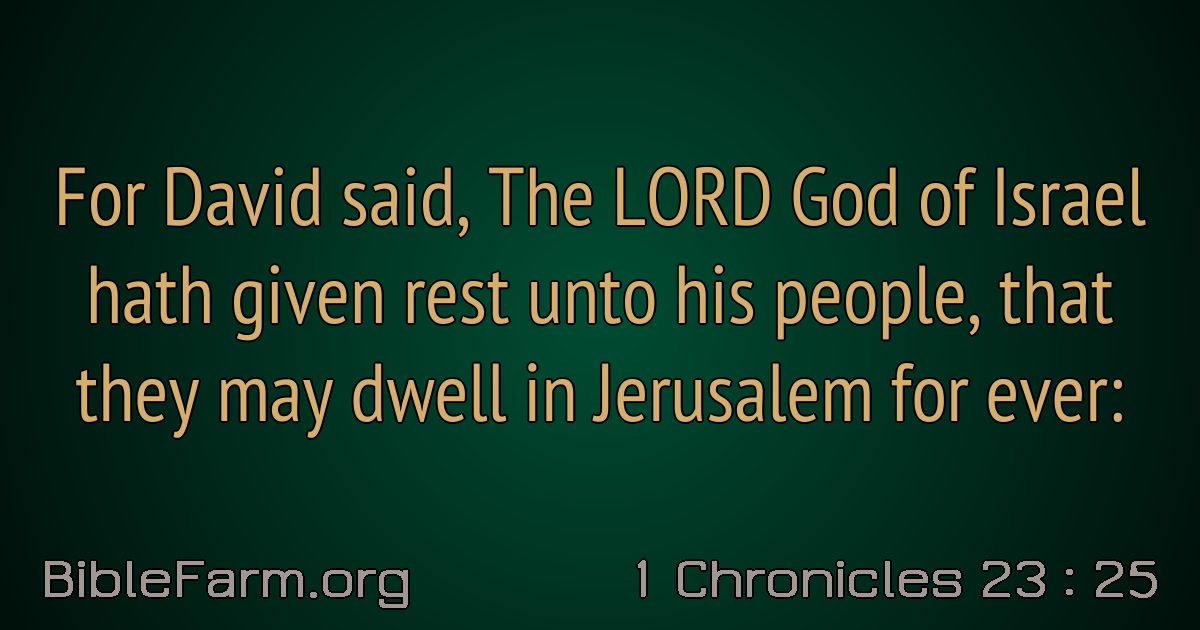 For David said, The LORD God of Israel
hath given rest unto his people, that
they may dwell in Jerusalem for ever:
BibleFarm.org
1 Chronicles 23 : 25